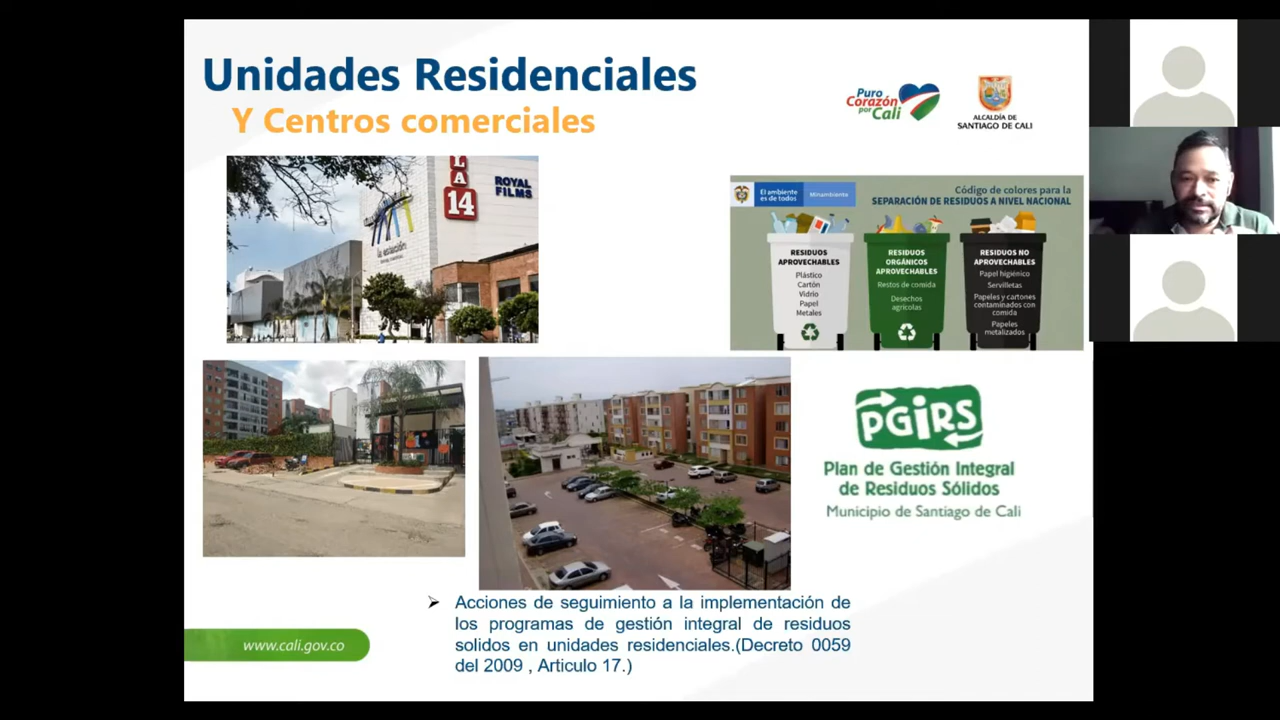 Unidades Residenciales
Y Centros comerciales
Puro
Corazón
por Cali
ALCALDÍA DE
SANTIAGO DE CALI
LA
14
ROYAL
FILMS
la estación
El ambiente
es de todos
Minambiente
Código de colores para la
SEPARACIÓN DE RESIDUOS A NIVEL NACIONAL
RESIDUOS
APROVECHABLES
Plástico
Cartón
Vidrio
Papel
Metales
RESIDUOS
ORGÁNICOS
APROVECHABLES
Restos de comida
Desechos
agrícolas
RESIDUOS NO
APROVECHABLES
Papel higiénico
Servilletas
Papeles y cartones
contaminados con
comida
Papeles
metalizados
PGiRS
Plan de Gestión Integral
de Residuos Sólidos
Municipio de Santiago de Cali
Acciones de seguimiento a la implementación de
los programas de gestión integral de residuos
solidos en unidades residenciales.(Decreto 0059
del 2009 , Articulo 17.)
www.cali.gov.co